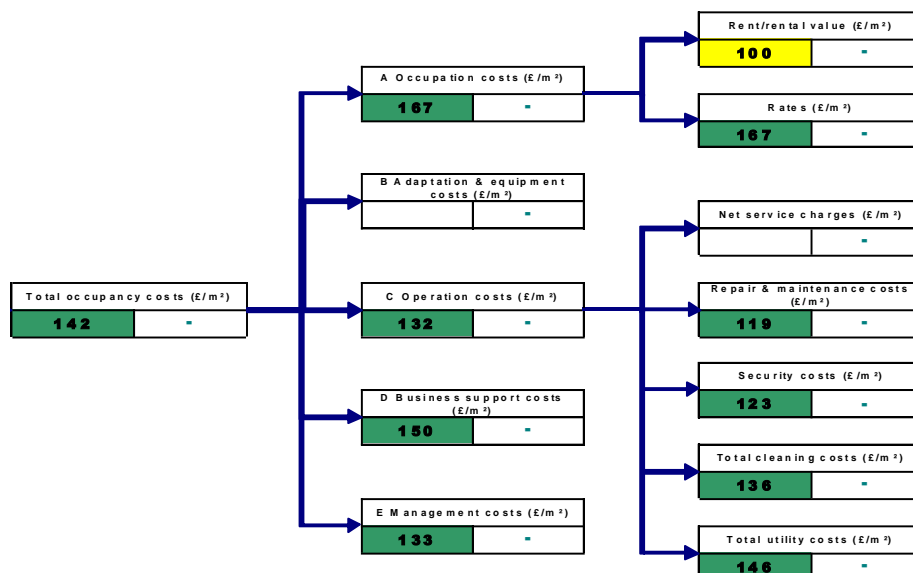 Rent/rental value (£/m²)
100 -
A Occupation costs (£/m²)
167 -
Rates (£/m²)
167 -
B Adaptation & equipment
costs (£/m²)
-
Net service charges (£/m²)
-
Total occupancy costs (£/m²)
142 -
C Operation costs (£/m²)
132 -
Repair & maintenance costs
(£/m²)
119 -
Security costs (£/m²)
123 -
D Business support costs
(£/m²)
150 -
Total cleaning costs (£/m²)
136 -
E Management costs (£/m²)
133 -
Total utility costs (£/m²)
146 -